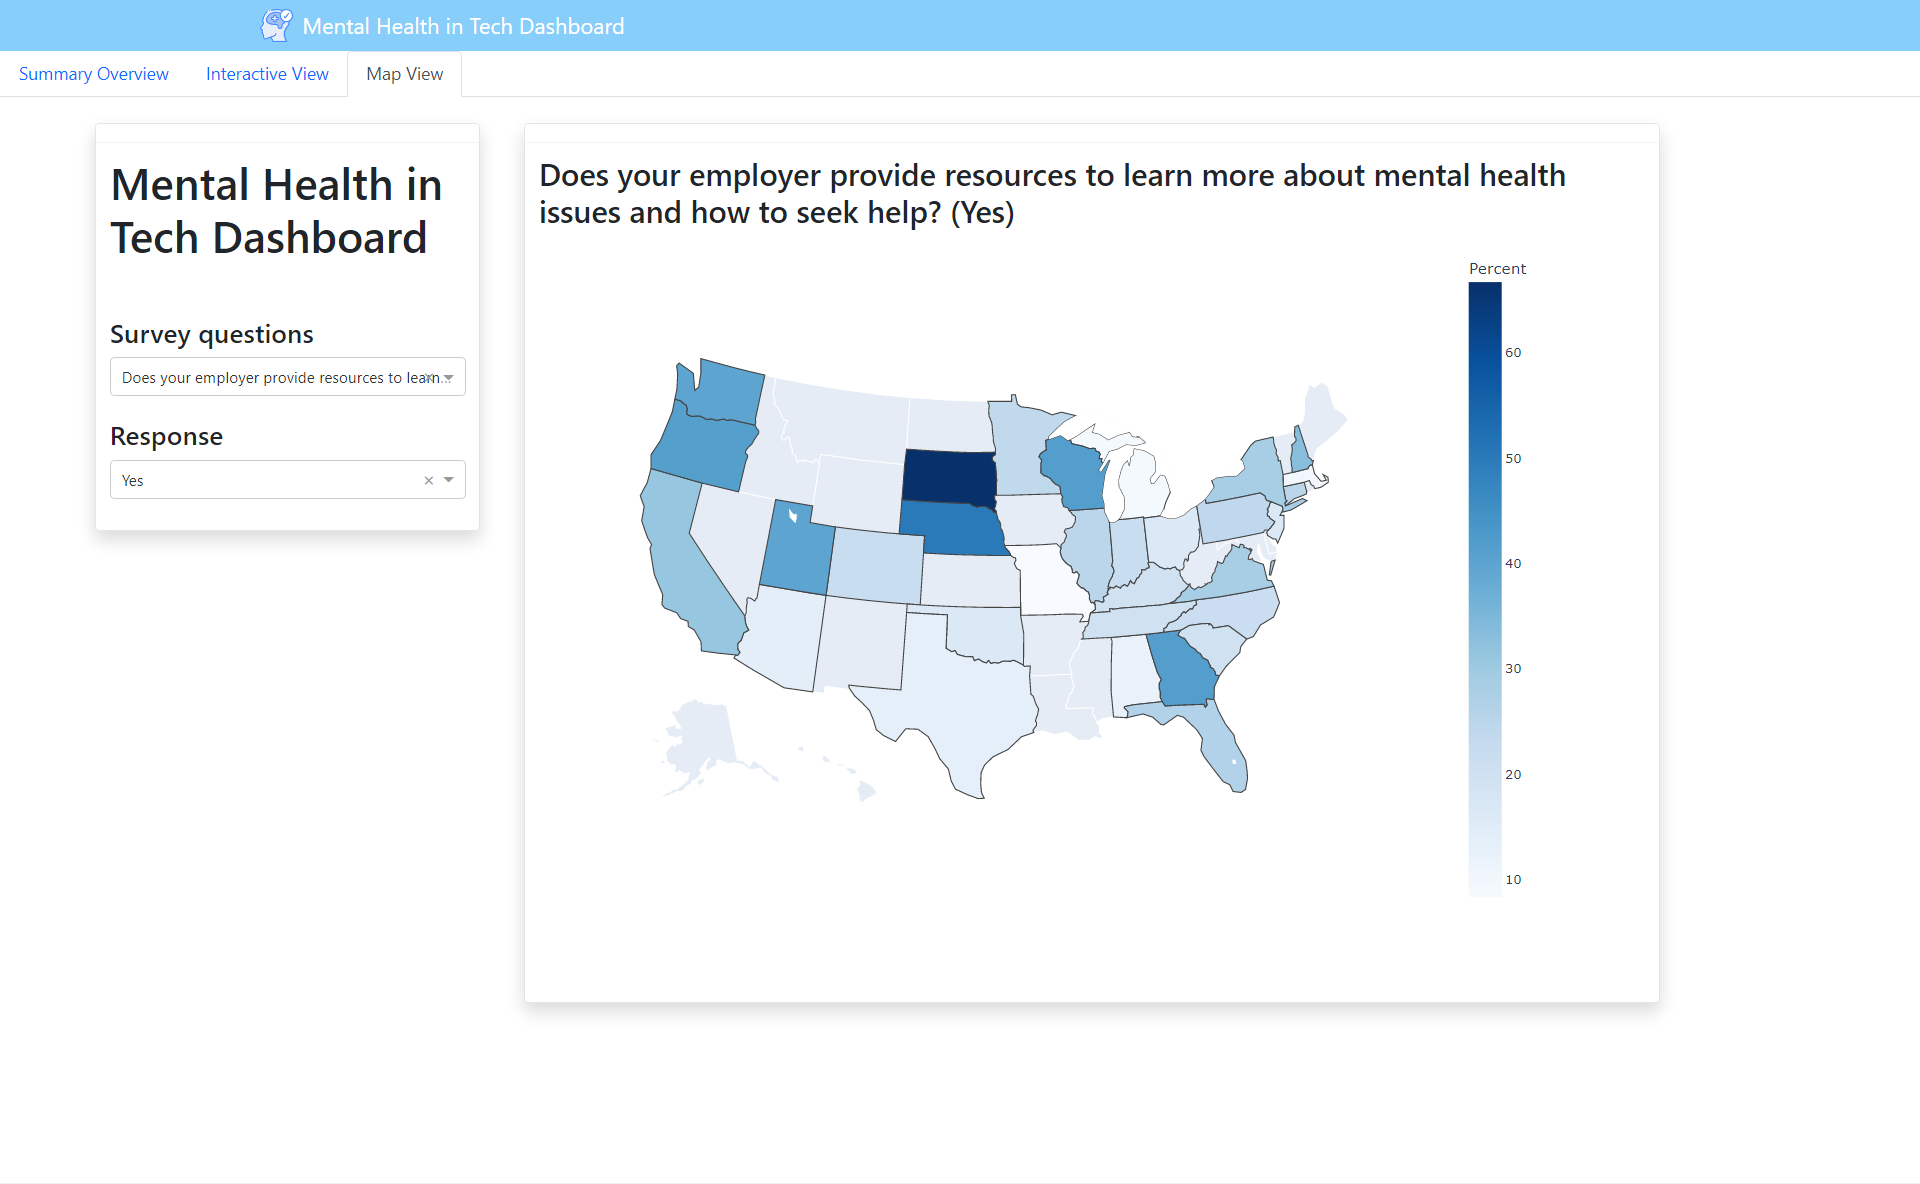 Mental Health in Tech Dashboard
Summary Overview
Interactive View
Map View
Mental Health in
Tech Dashboard
Survey questions
Does your employer provide resources to learn...
Response
Yes
Does your employer provide resources to learn more about mental health
issues and how to seek help? (Yes)
Percent
60
50
40
30
20
10